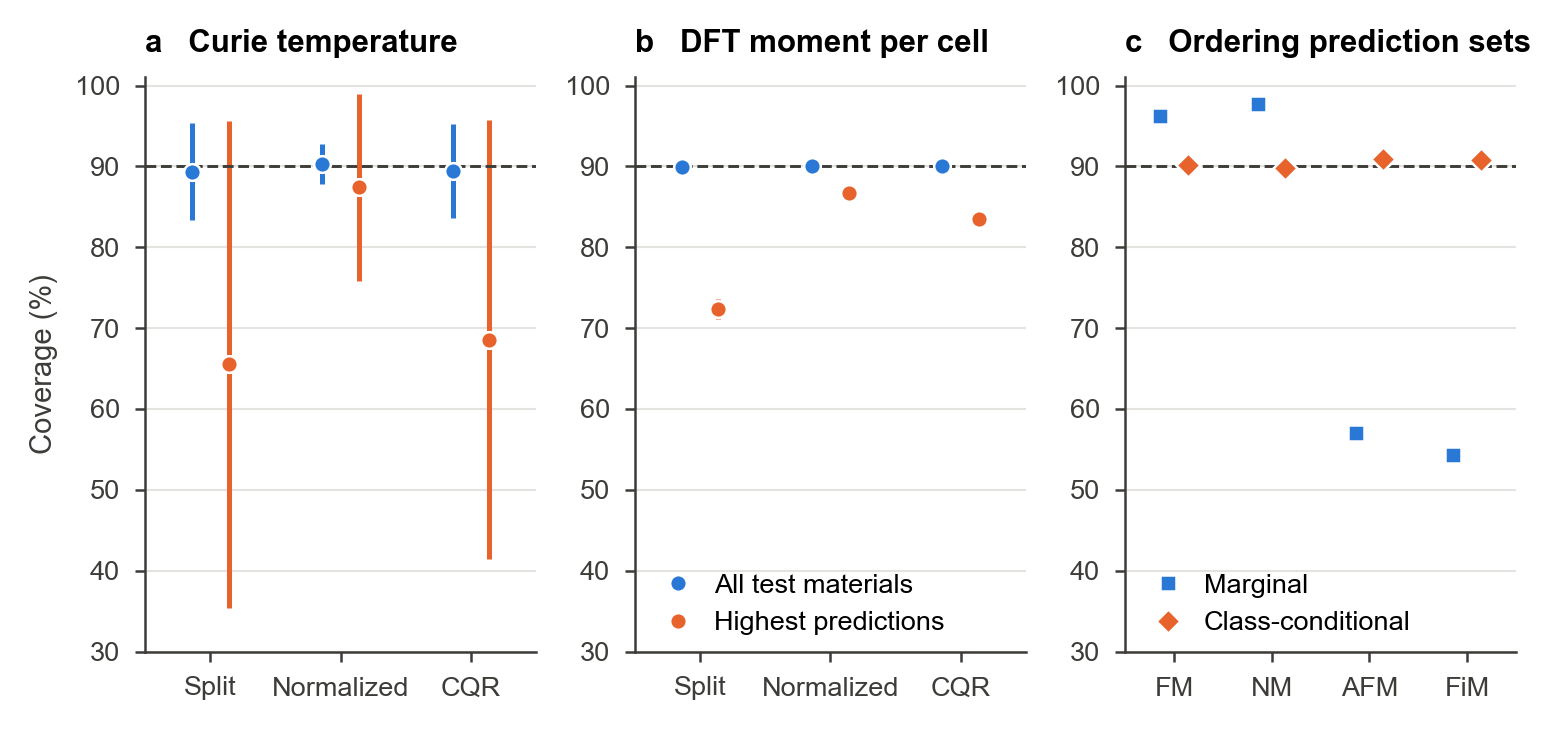 a Curie temperature
b DFT moment per cell
c Ordering prediction sets
Coverage (%)
100
90
80
70
60
50
40
30
Split Normalized CQR
100
90
80
70
60
50
40
30
All test materials
Highest predictions
Split Normalized CQR
100
90
80
70
60
50
40
30
Marginal
Class-conditional
FM NM AFM FiM